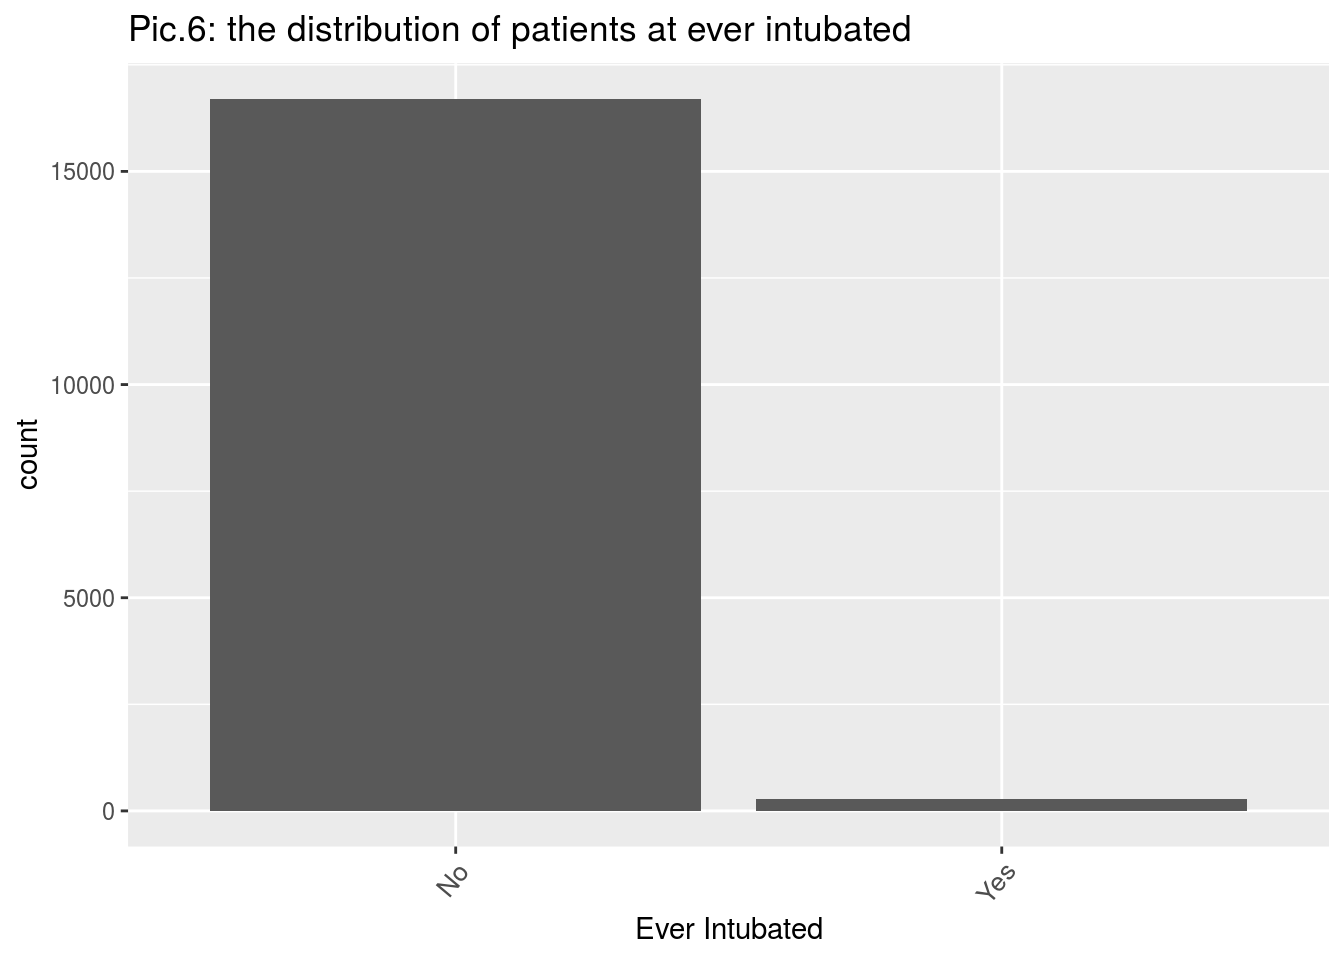 Pic.6: the distribution of patients at ever intubated
15000
10000
5000
0
count
No
Yes
Ever Intubated